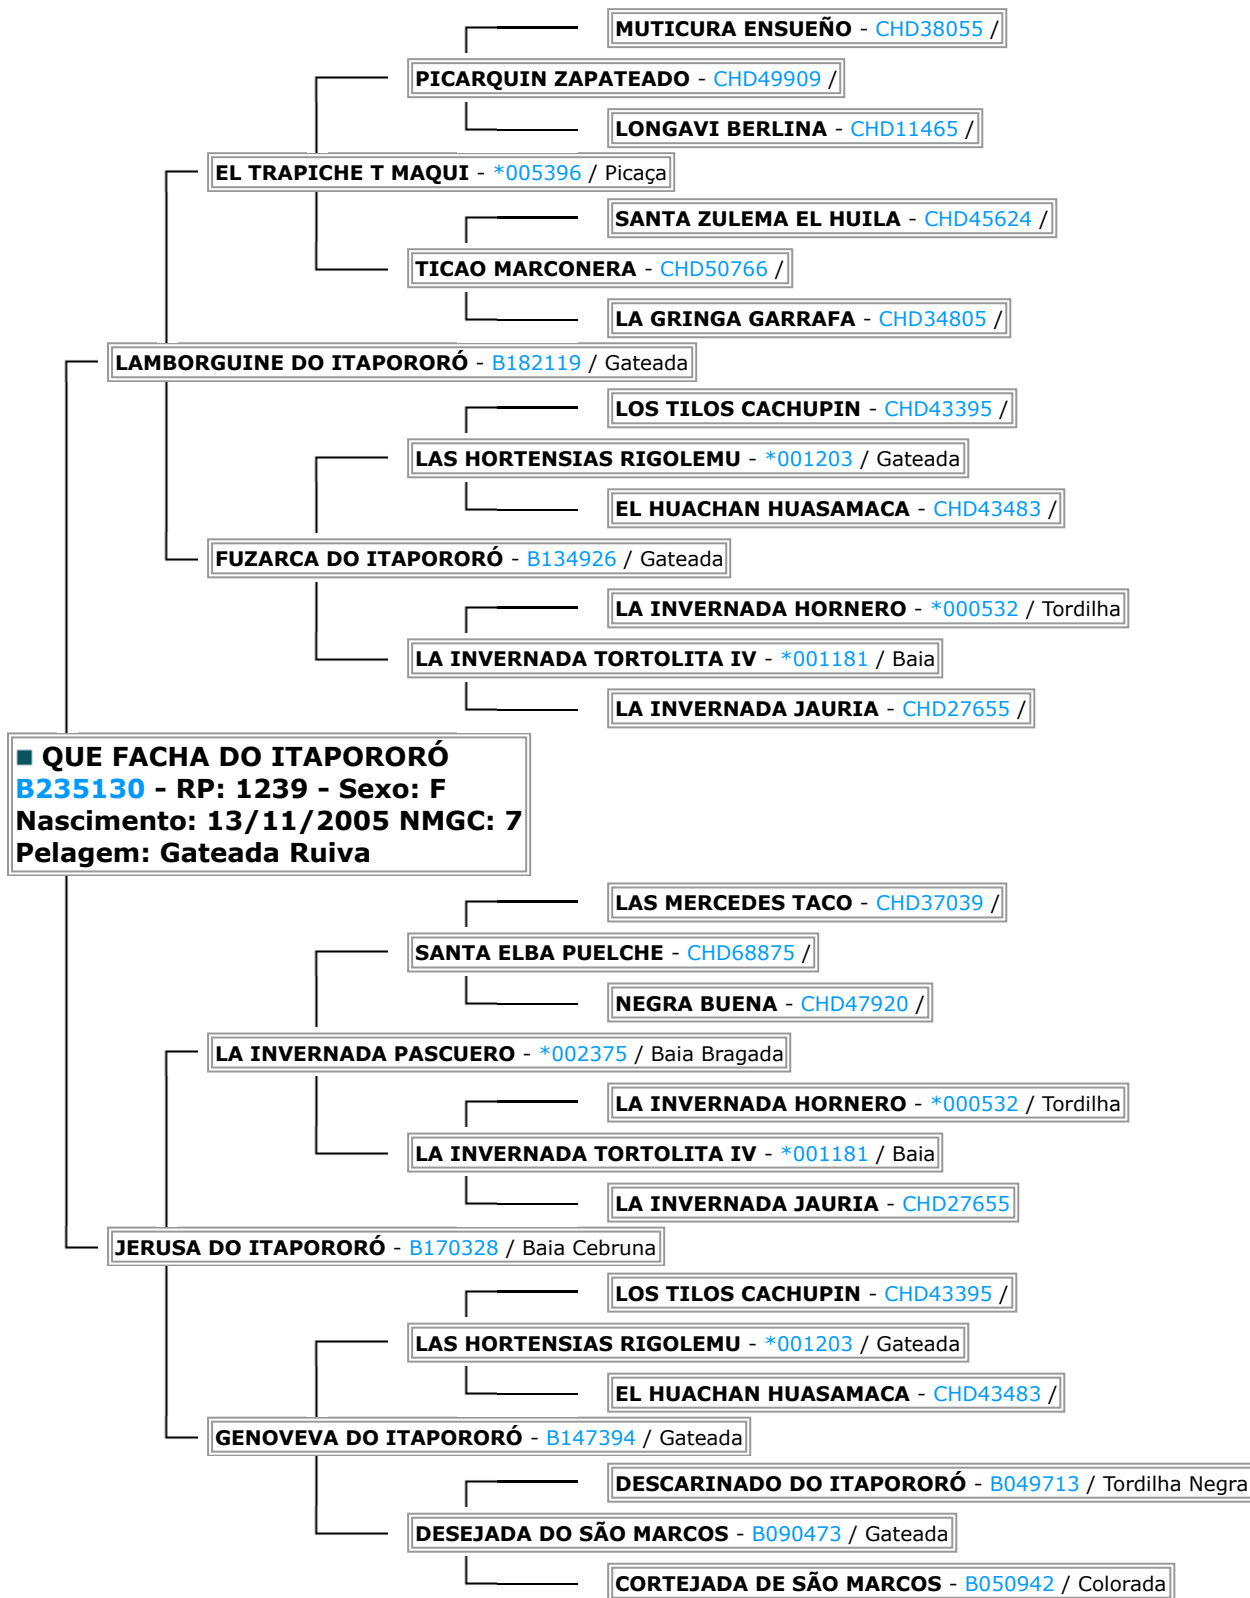 MUTICURA ENSUEÑO - CHD38055 /
PICARQUIN ZAPATEADO - CHD49909 /
LONGAVI BERLINA - CHD11465 /
EL TRAPICHE T MAQUI - *005396 / Picaça
SANTA ZULEMA EL HUILA - CHD45624 /
TICAO MARCONERA - CHD50766 /
LA GRINGA GARRAFA - CHD34805 /
LAMBORGUINE DO ITAPORORÓ - B182119 / Gateada
LOS TILOS CACHUPIN - CHD43395 /
LAS HORTENSIAS RIGOLEMU - *001203 / Gateada
EL HUACHAN HUASAMACA - CHD43483 /
FUZARCA DO ITAPORORÓ - B134926 / Gateada
LA INVERNADA HORNERO - *000532 / Tordilha
LA INVERNADA TORTOLITA IV - *001181 / Baia
LA INVERNADA JAURIA - CHD27655 /
■ QUE FACHA DO ITAPORORÓ
B235130 - RP: 1239 - Sexo: F
Nascimento: 13/11/2005 NMGC: 7
Pelagem: Gateada Ruiva
LAS MERCEDES TACO - CHD37039 /
SANTA ELBA PUELCHE - CHD68875 /
NEGRA BUENA - CHD47920 /
LA INVERNADA PASCUERO - *002375 / Baia Bragada
LA INVERNADA HORNERO - *000532 / Tordilha
LA INVERNADA TORTOLITA IV - *001181 / Baia
LA INVERNADA JAURIA - CHD27655
JERUSA DO ITAPORORÓ - B170328 / Baia Cebruna
LOS TILOS CACHUPIN - CHD43395 /
LAS HORTENSIAS RIGOLEMU - *001203 / Gateada
EL HUACHAN HUASAMACA - CHD43483 /
GENOVEVA DO ITAPORORÓ - B147394 / Gateada
DESCARINADO DO ITAPORORÓ - B049713 / Tordilha Negra
DESEJADA DO SÃO MARCOS - B090473 / Gateada
CORTEJADA DE SÃO MARCOS - B050942 / Colorada